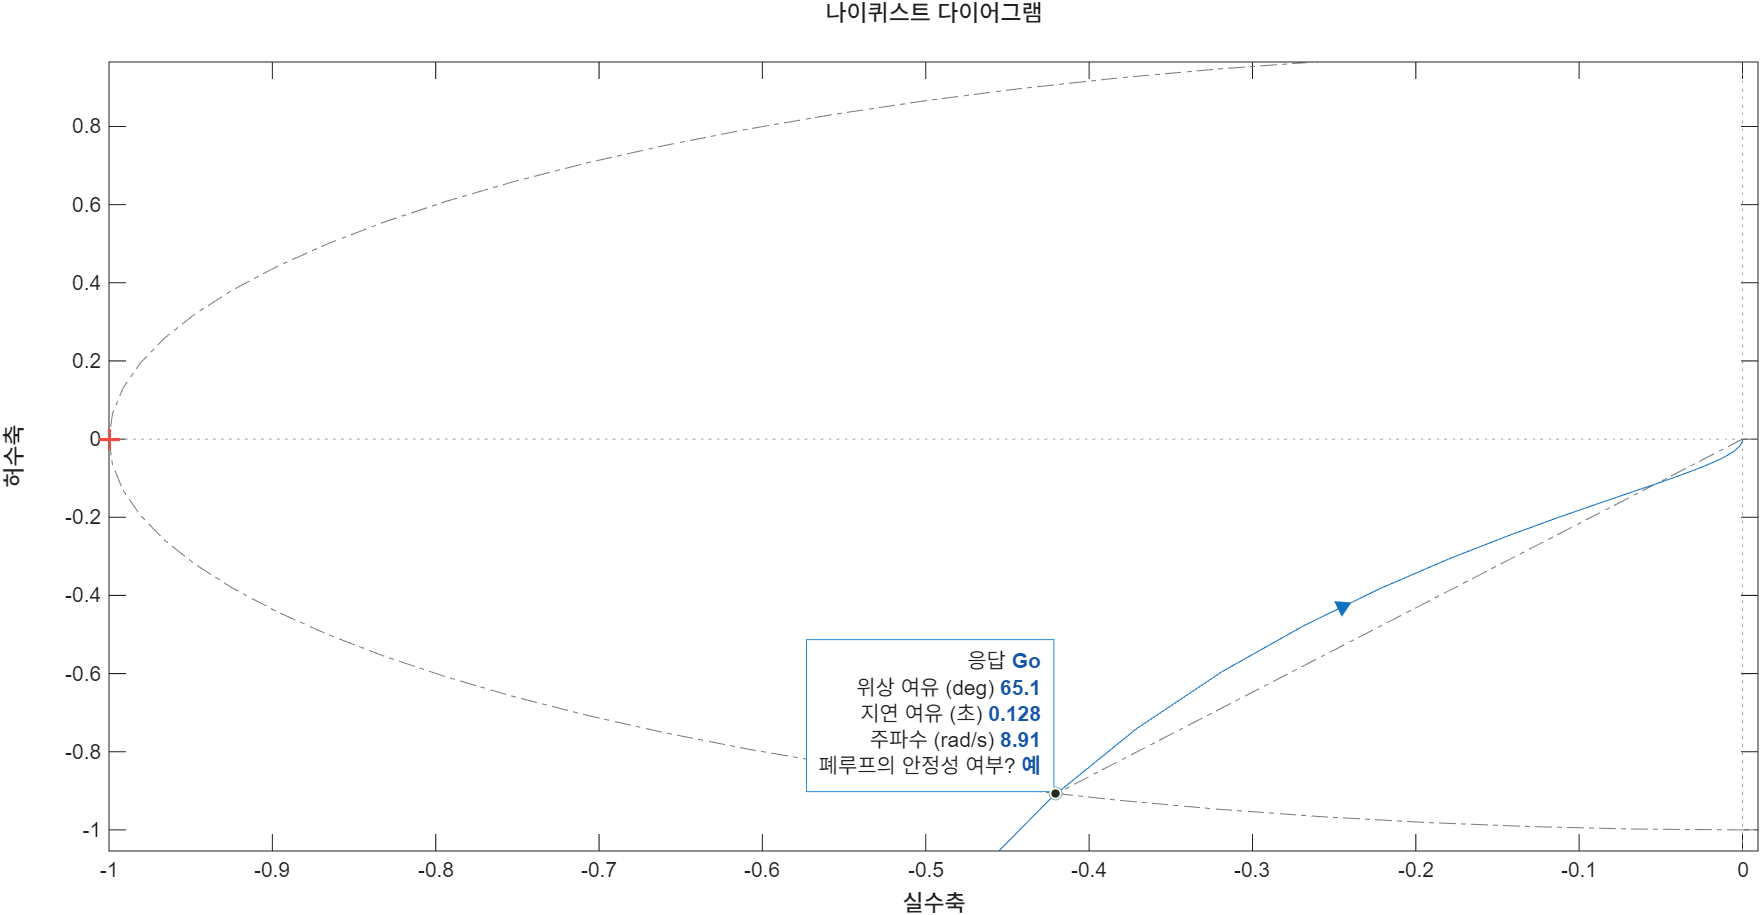 나이퀴스트 다이어그램
0.8
0.6
0.4
0.2
0
-0.2
-0.4
-0.6
-0.8
-1
허수축
응답 Go
위상 여유 (deg) 65.1
지연 여유 (초) 0.128
주파수 (rad/s) 8.91
폐루프의 안정성 여부? 예
-1 -0.9 -0.8 -0.7 -0.6 -0.5 -0.4 -0.3 -0.2 -0.1 0
실수축